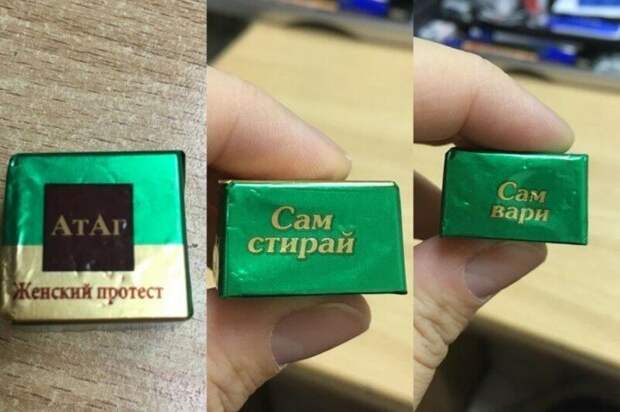 АтАг
Женский протест
Сам
стирай
Сам
вари